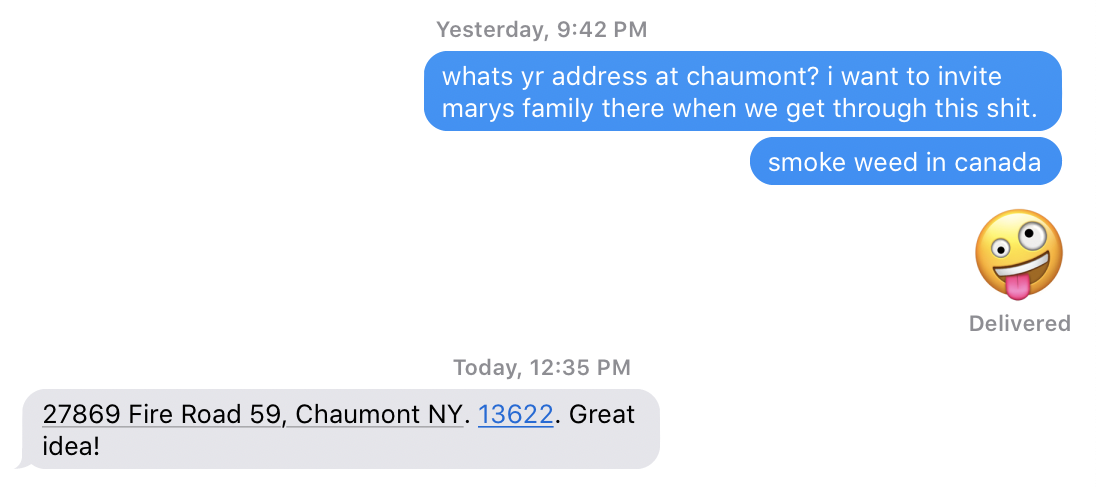 Yesterday, 9:42 PM
whats yr address at chaumont? i want to invite
marys family there when we get through this shit.
smoke weed in canada
Delivered
Today, 12:35 PM
27869 Fire Road 59, Chaumont NY. 13622. Great
idea!